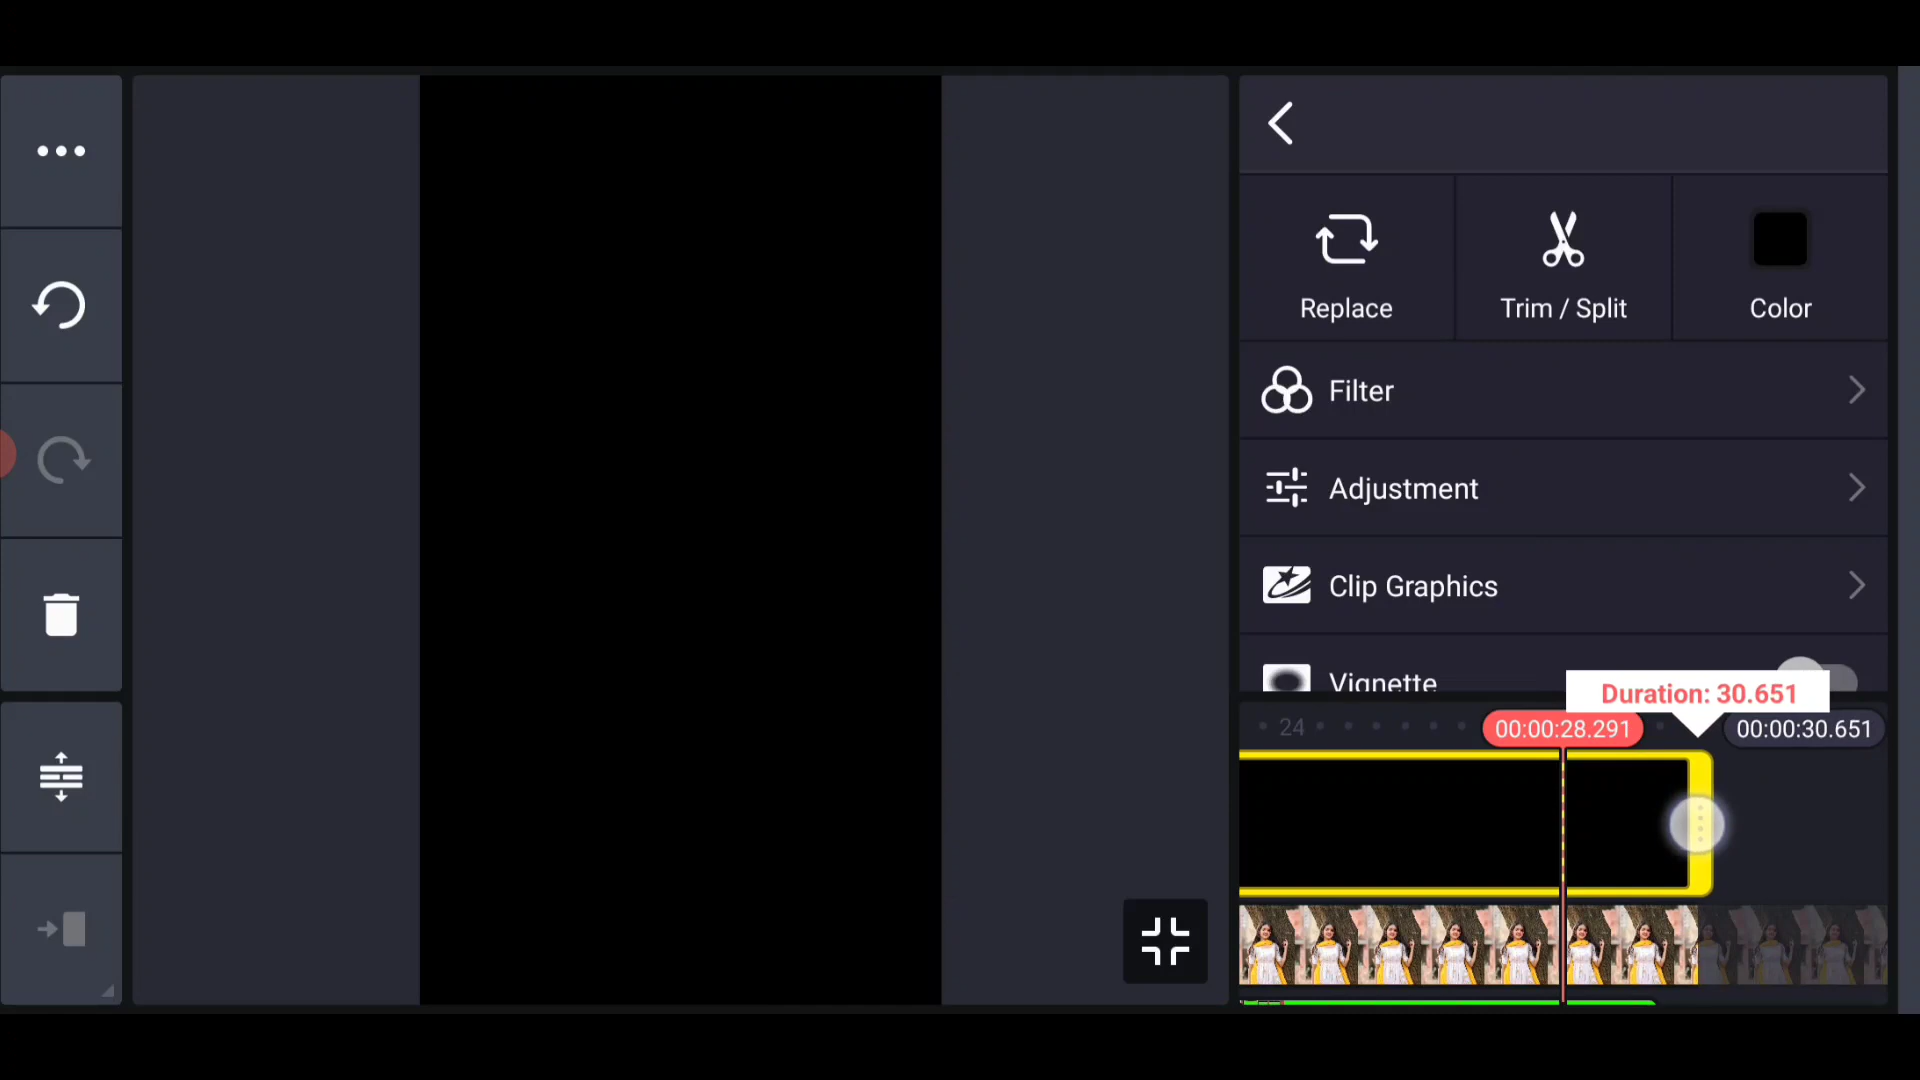 Replace
Trim / Split
Color
Filter
Adjustment
Clip Graphics
Vignette
Duration: 30.651
24
00:00:28.291
00:00:30.651